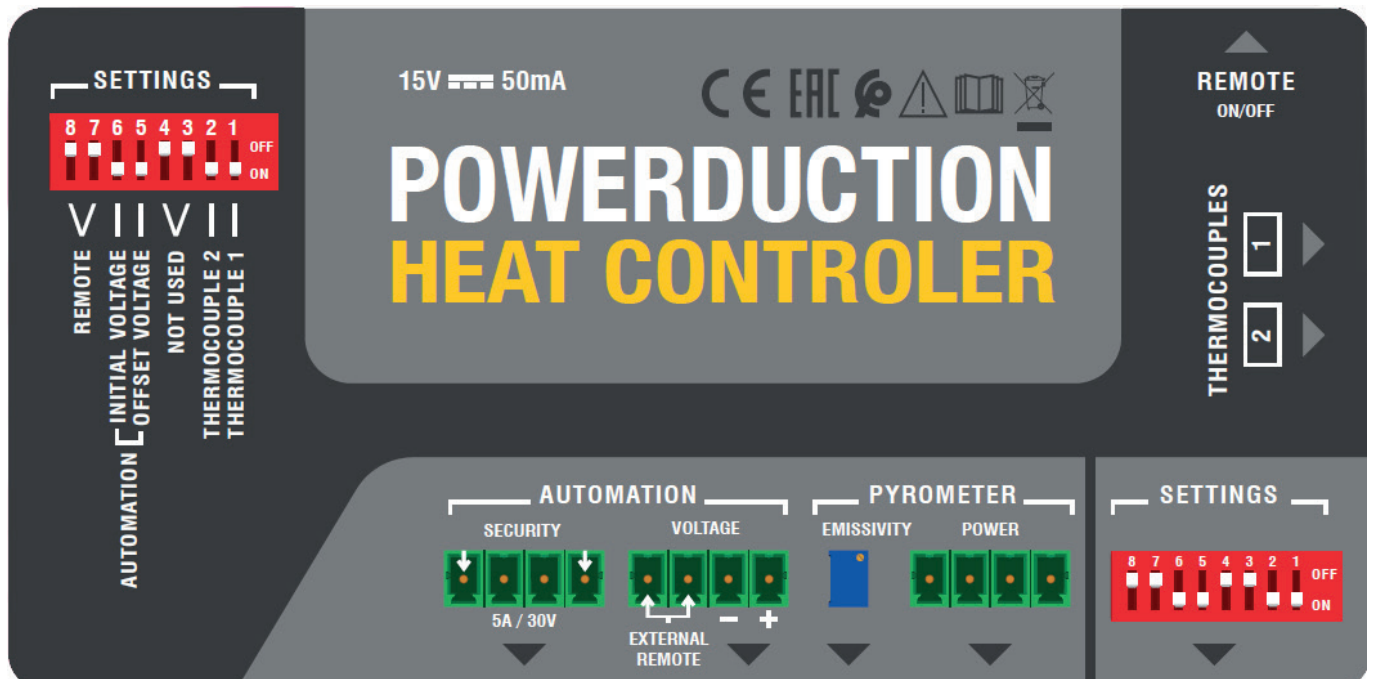 SETTINGS
8 7 6 5 4 3 2 1
OFF
ON
REMOTE
INITIAL VOLTAGE
OFFSET VOLTAGE
NOT USED
THERMOCOUPLE 2
THERMOCOUPLE 1
AUTOMATION
15V 50mA
CE EAC
POWERDUCTION
HEAT CONTROLER
REMOTE
ON/OFF
THERMOCOUPLES
1
2
AUTOMATION
SECURITY
VOLTAGE
5A / 30V
EXTERNAL
REMOTE
- +
PYROMETER
EMISSIVITY
POWER
SETTINGS
8 7 6 5 4 3 2 1
OFF
ON